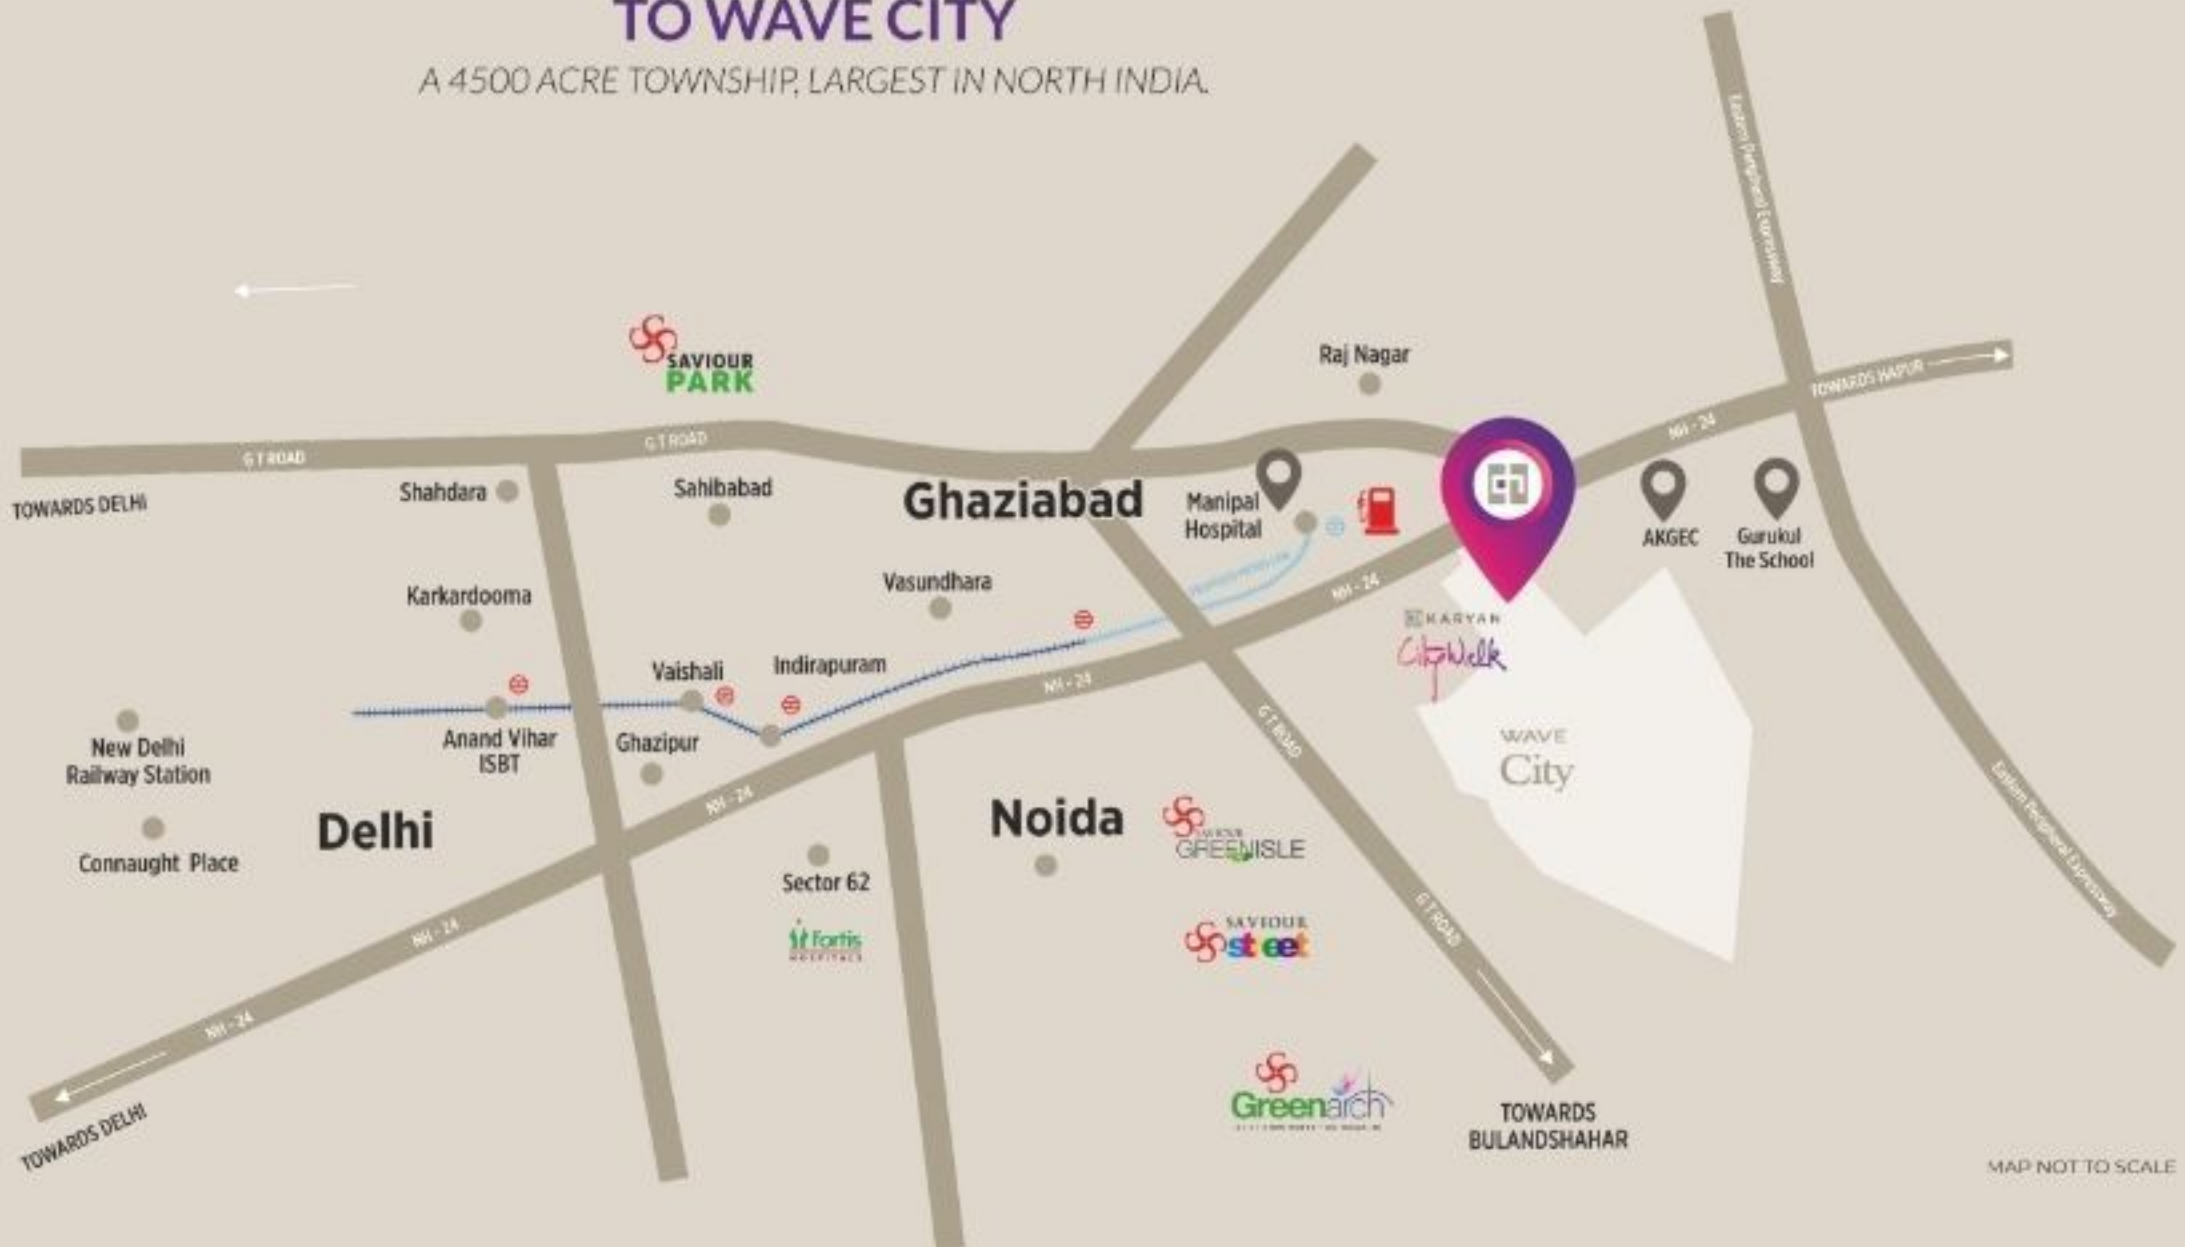 TO WAVE CITY
A 4500 ACRE TOWNSHIP, LARGEST IN NORTH INDIA.
Eastern Peripheral Expressway
SAVIOUR
PARK
Raj Nagar
TOWARDS HAPUR
NH - 24
G T ROAD
G T ROAD
TOWARDS DELHI
Shahdara
Sahibabad
Ghaziabad
Manipal
Hospital
AKGEC
Gurukul
The School
Karkardooma
Vasundhara
NH - 24
KARYAN
CityWalk
Vaishali
Indirapuram
NH - 24
New Delhi
Railway Station
Anand Vihar
ISBT
Ghazipur
G T ROAD
WAVE
City
NH - 24
Delhi
Noida
SAVIOUR
GREENISLE
Eastern Peripheral Expressway
Connaught Place
Sector 62
NH - 24
Fortis
HOSPITALS
SAVIOUR
street
G T ROAD
NH - 24
Greenarch
TOWARDS DELHI
TOWARDS
BULANDSHAHAR
MAP NOT TO SCALE